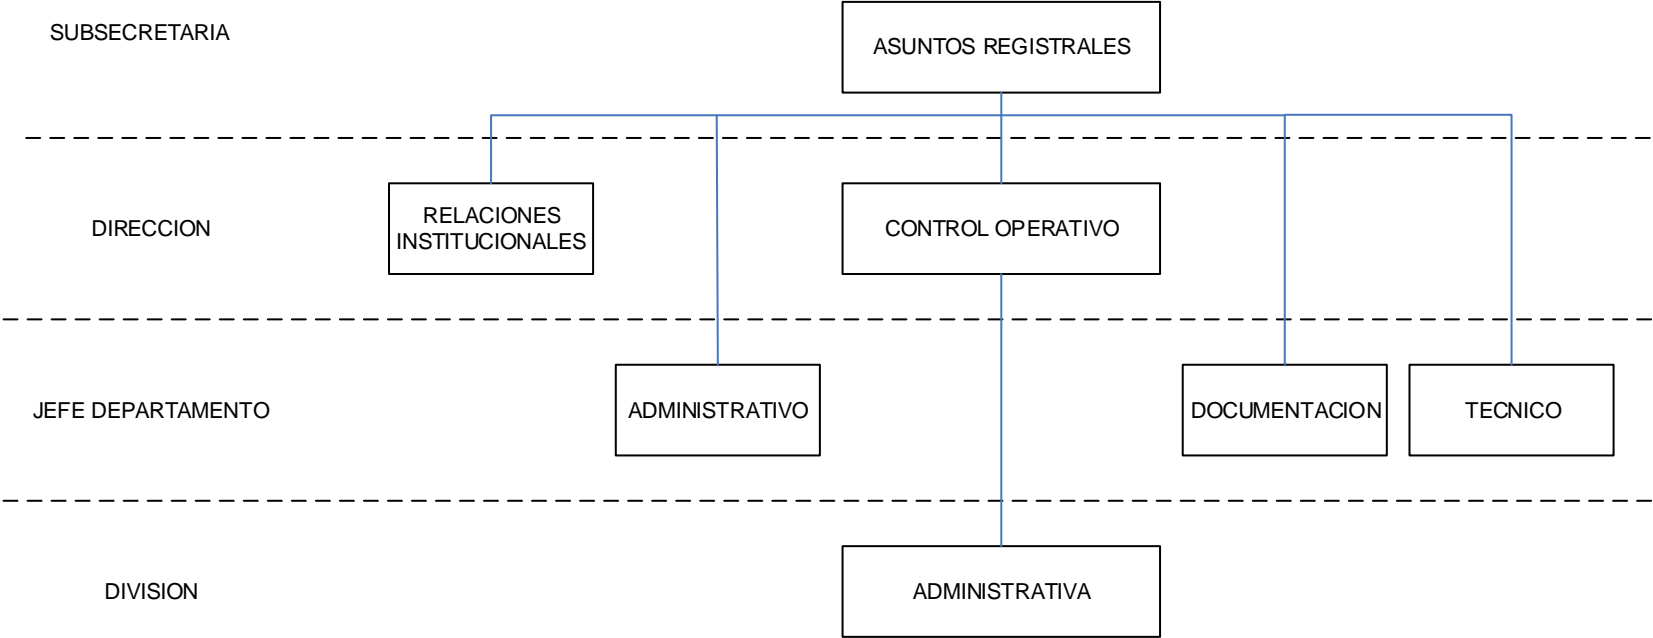 SUBSECRETARIA
ASUNTOS REGISTRALES
DIRECCION
RELACIONES
INSTITUCIONALES
CONTROL OPERATIVO
JEFE DEPARTAMENTO
ADMINISTRATIVO
DOCUMENTACION
TECNICO
DIVISION
ADMINISTRATIVA